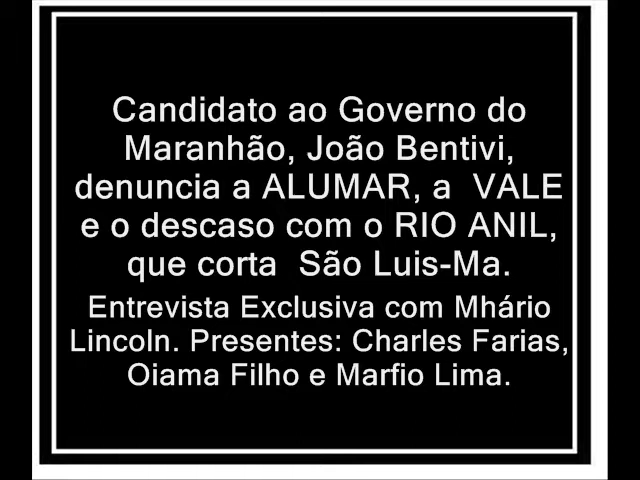 Candidato ao Governo do
Maranhão, João Bentivi,
denuncia a ALUMAR, a VALE
e o descaso com o RIO ANIL,
que corta São Luis-Ma.
Entrevista Exclusiva com Mhário
Lincoln. Presentes: Charles Farias,
Oiama Filho e Marfio Lima.